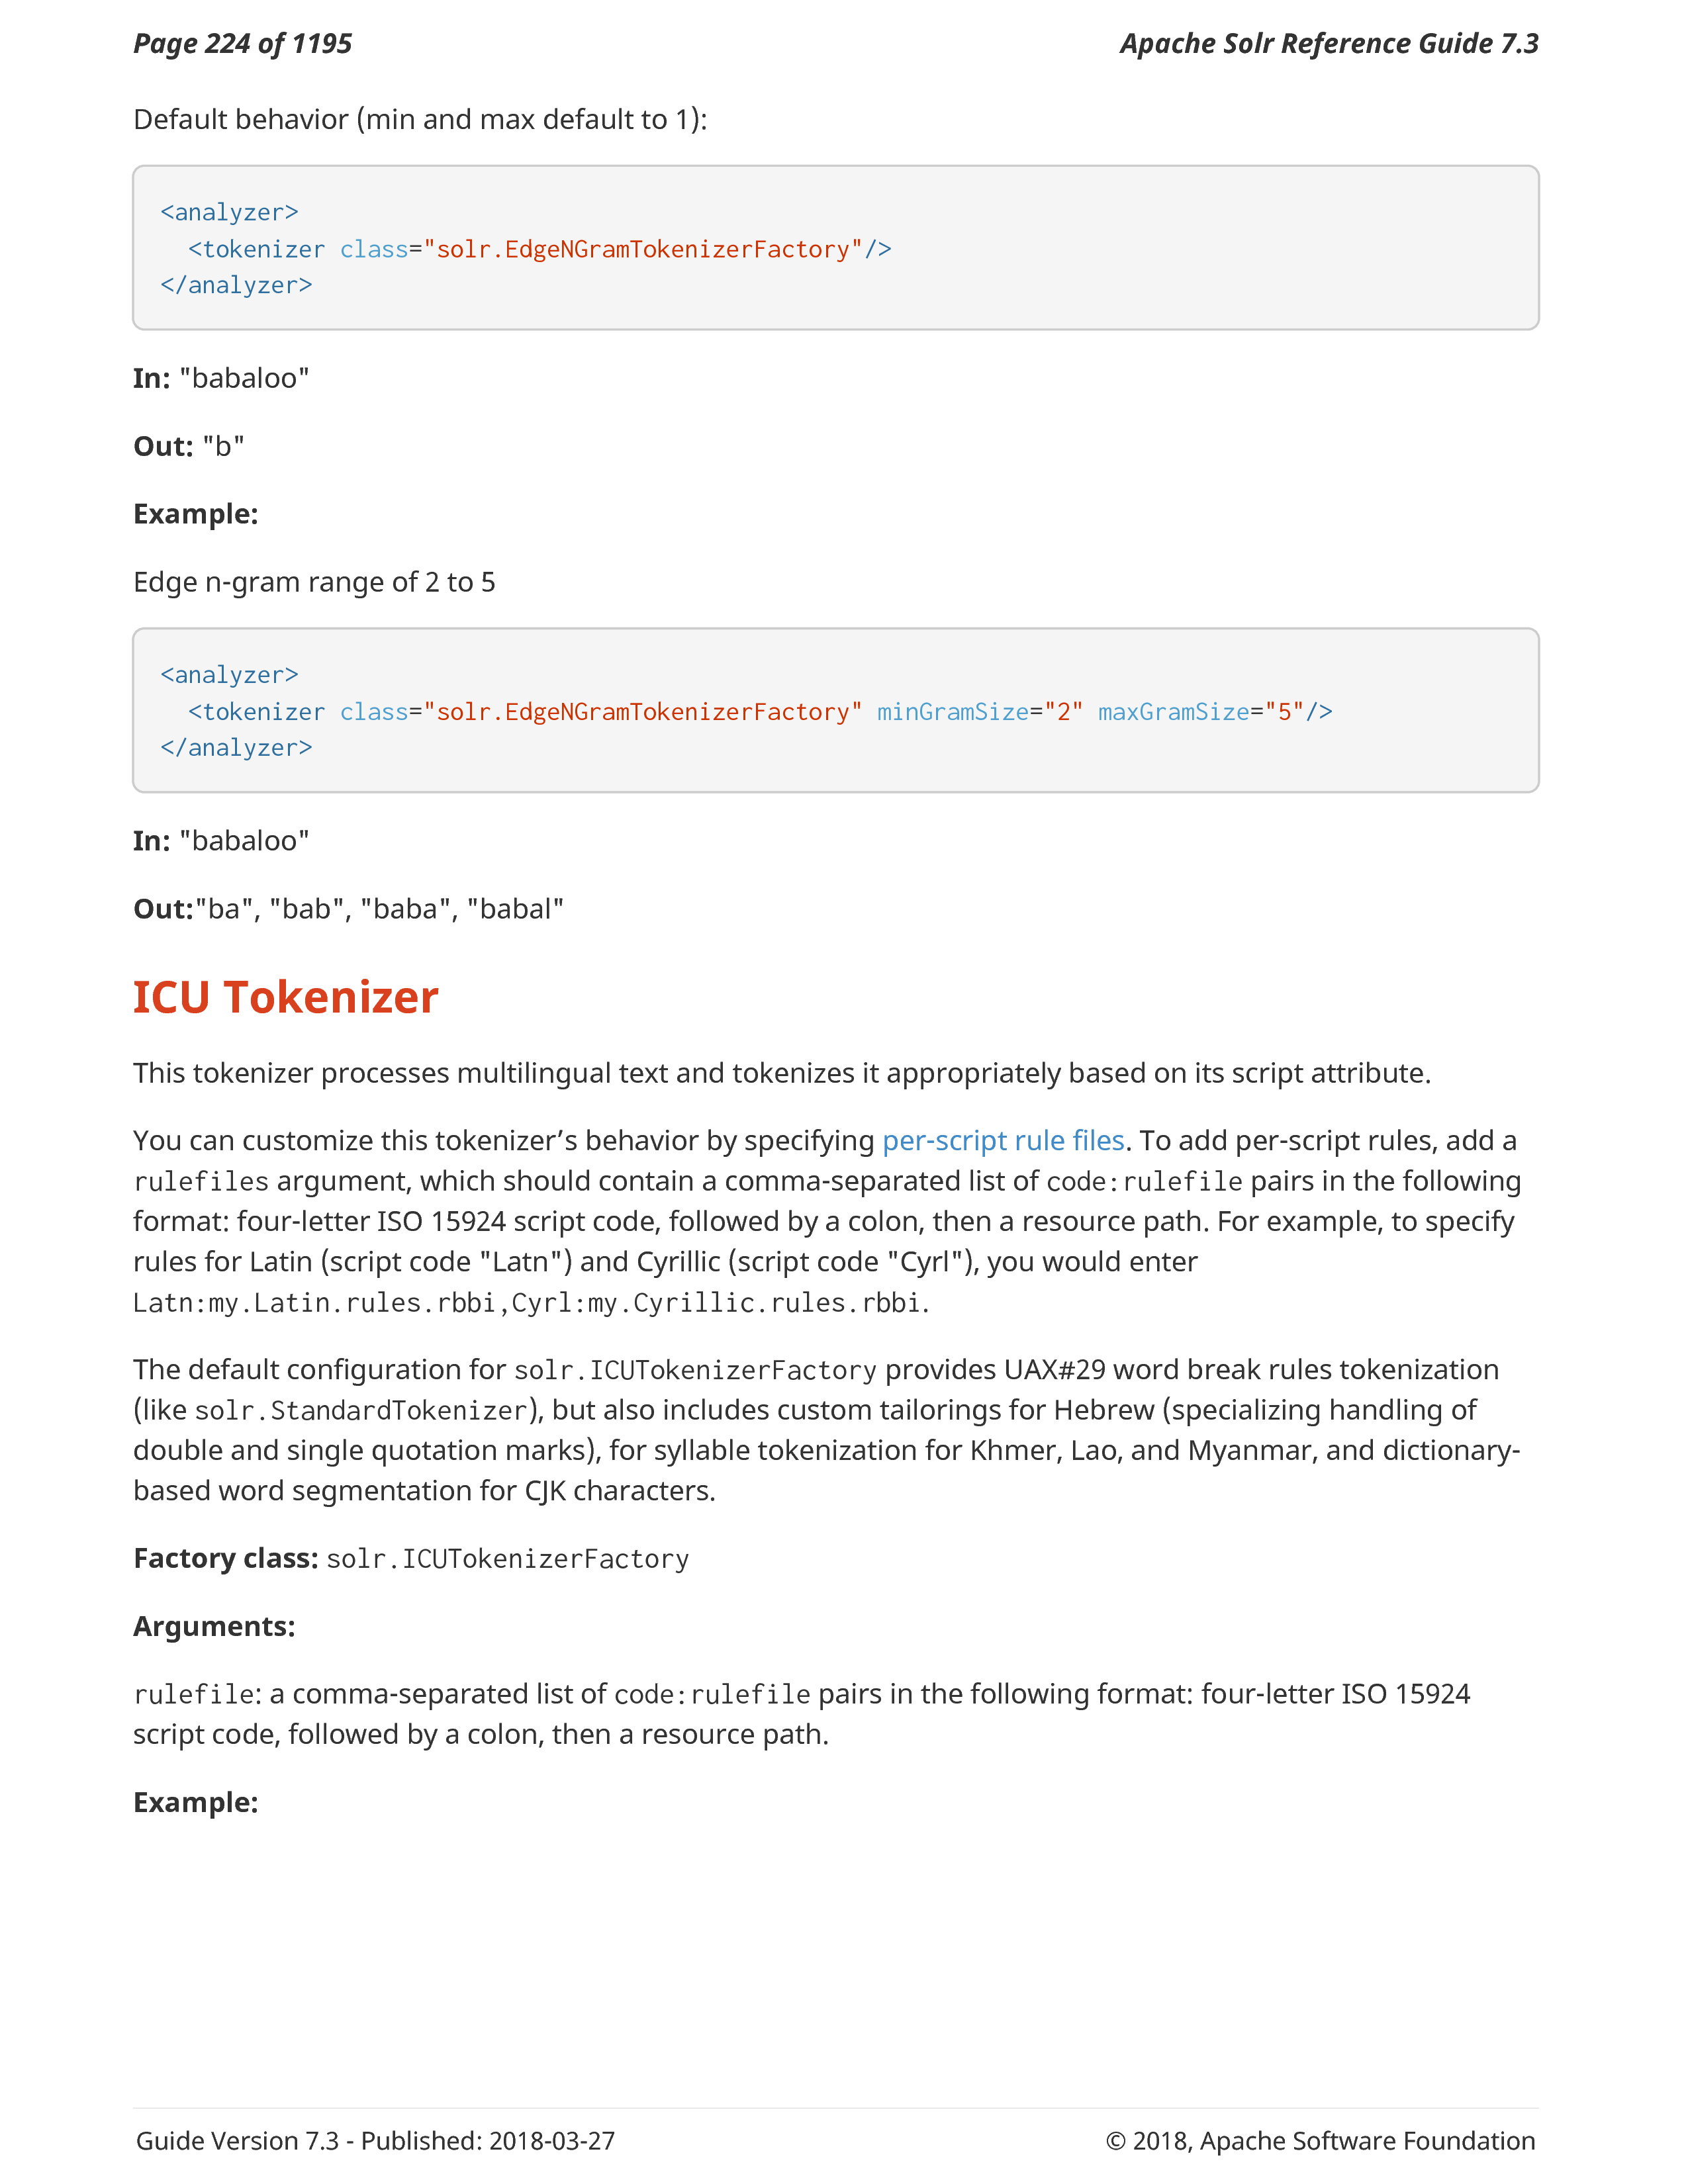 Page 224 of 1195
Apache Solr Reference Guide 7.3
Default behavior (min and max default to 1):
<analyzer>
  <tokenizer class="solr.EdgeNGramTokenizerFactory"/>
</analyzer>
In: "babaloo"
Out: "b"
Example:
Edge n-gram range of 2 to 5
<analyzer>
  <tokenizer class="solr.EdgeNGramTokenizerFactory" minGramSize="2" maxGramSize="5"/>
</analyzer>
In: "babaloo"
Out:"ba", "bab", "baba", "babal"
ICU Tokenizer
This tokenizer processes multilingual text and tokenizes it appropriately based on its script attribute.
You can customize this tokenizer’s behavior by specifying per-script rule files. To add per-script rules, add a
rulefiles argument, which should contain a comma-separated list of code:rulefile pairs in the following
format: four-letter ISO 15924 script code, followed by a colon, then a resource path. For example, to specify
rules for Latin (script code "Latn") and Cyrillic (script code "Cyrl"), you would enter
Latn:my.Latin.rules.rbbi,Cyrl:my.Cyrillic.rules.rbbi.
The default configuration for solr.ICUTokenizerFactory provides UAX#29 word break rules tokenization
(like solr.StandardTokenizer), but also includes custom tailorings for Hebrew (specializing handling of
double and single quotation marks), for syllable tokenization for Khmer, Lao, and Myanmar, and dictionary-
based word segmentation for CJK characters.
Factory class: solr.ICUTokenizerFactory
Arguments:
rulefile: a comma-separated list of code:rulefile pairs in the following format: four-letter ISO 15924
script code, followed by a colon, then a resource path.
Example:
Guide Version 7.3 - Published: 2018-03-27
© 2018, Apache Software Foundation